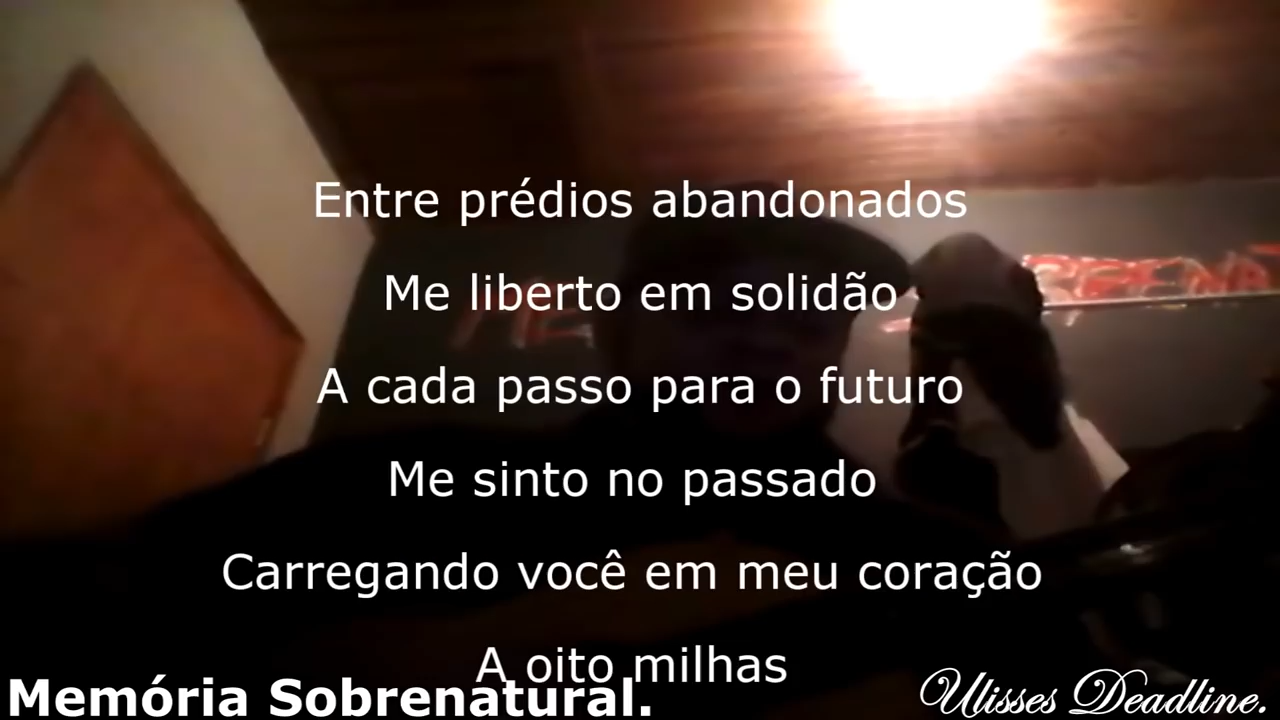 Entre prédios abandonados
Me liberto em solidão
A cada passo para o futuro
Me sinto no passado
Carregando você em meu coração
A oito milhas
Memória Sobrenatural.
Ulisses Deadline.